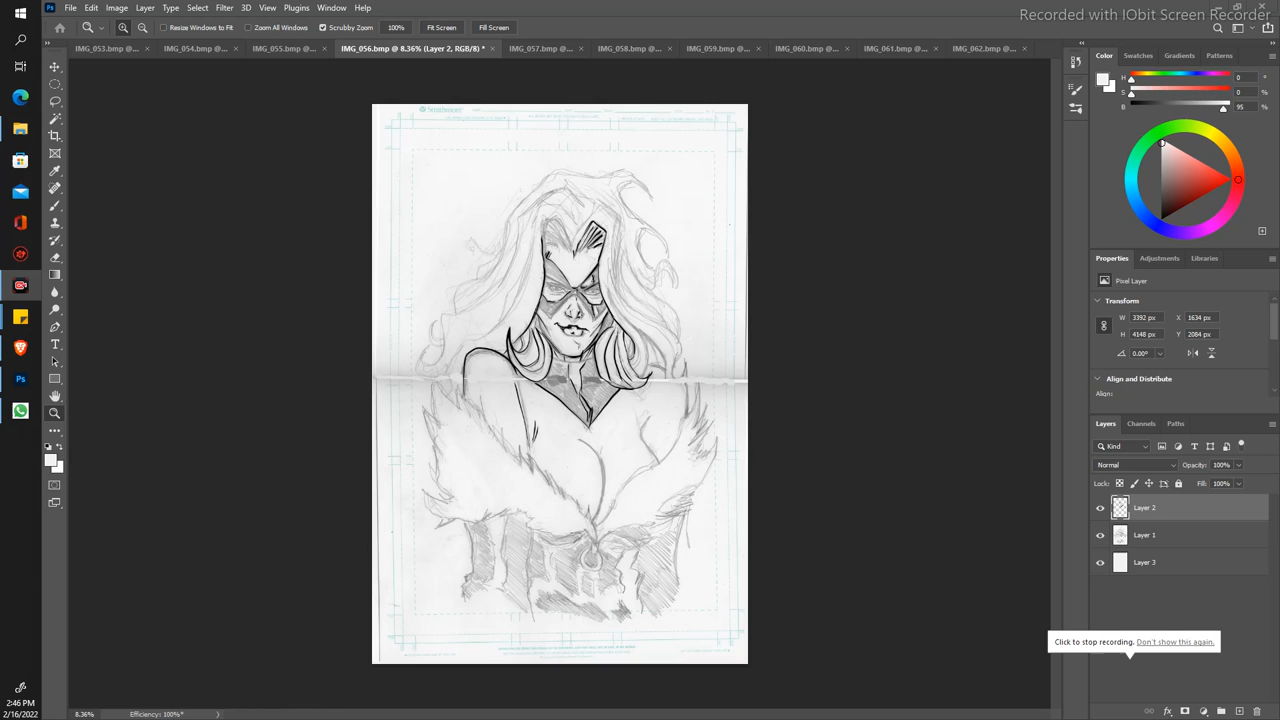 Recorded with IObit Screen Recorder
Ps File Edit Image Layer Type Select Filter 3D View Plugins Window Help
Resize Windows to Fit Zoom All Windows Scrubby Zoom 100% Fit Screen Fill Screen
IMG_053.bmp @... × IMG_054.bmp @... × IMG_055.bmp @... × IMG_056.bmp @ 8.36% (Layer 2, RGB/8) * × IMG_057.bmp @... × IMG_058.bmp @... × IMG_059.bmp @... × IMG_060.bmp @... × IMG_061.bmp @... × IMG_062.bmp @... ×
Color Swatches Gradients Patterns
H 0 °
S 0 %
B 95 %
Strathmore
Properties Adjustments Libraries
Pixel Layer
Transform
W 3392 px X 1634 px
H 4148 px Y 2084 px
0.00°
Align and Distribute
Align:
Layers Channels Paths
Kind
Normal Opacity: 100%
Lock: Fill: 100%
Layer 2
Layer 1
Layer 3
Click to stop recording. Don't show this again.
2:46 PM
2/16/2022
8.36% Efficiency: 100%*